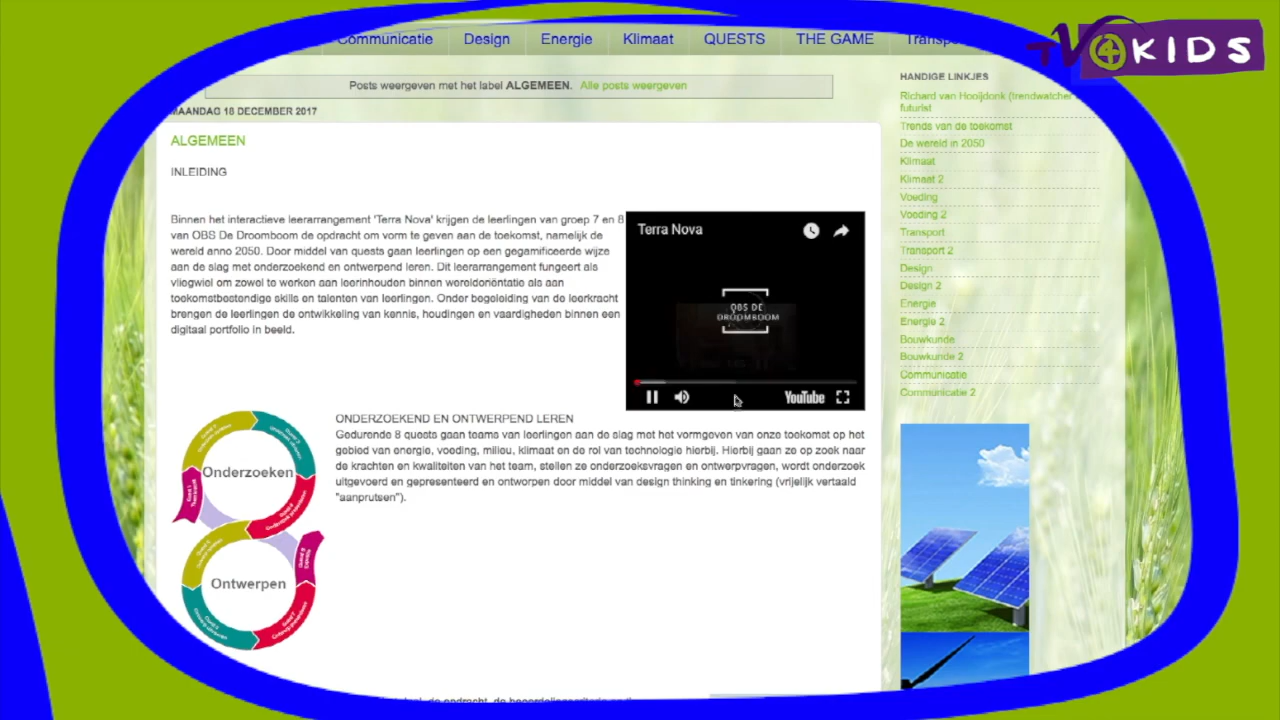 Communicatie Design Energie Klimaat QUESTS THE GAME
TV4KIDS
Posts weergeven met het label ALGEMEEN. Alle posts weergeven
MAANDAG 18 DECEMBER 2017
ALGEMEEN
INLEIDING
Binnen het interactieve leerarrangement 'Terra Nova' krijgen de leerlingen van groep 7 en 8
van OBS De Droomboom de opdracht om vorm te geven aan de toekomst, namelijk de
wereld anno 2050. Door middel van quests gaan leerlingen op een gegamificeerde wijze
aan de slag met onderzoekend en ontwerpend leren. Dit leerarrangement fungeert als
vliegwiel om zowel te werken aan leerinhouden binnen wereldoriëntatie als aan
toekomstbestendige skills en talenten van leerlingen. Onder begeleiding van de leerkracht
brengen de leerlingen de ontwikkeling van kennis, houdingen en vaardigheden binnen een
digitaal portfolio in beeld.
Terra Nova
OBS DE
DROOMBOOM
YouTube
ONDERZOEKEND EN ONTWERPEND LEREN
Gedurende 8 quests gaan teams van leerlingen aan de slag met het vormgeven van onze toekomst op het
gebied van energie, voeding, milieu, klimaat en de rol van technologie hierbij. Hierbij gaan ze op zoek naar
de krachten en kwaliteiten van het team, stellen ze onderzoeksvragen en ontwerpvragen, wordt onderzoek
uitgevoerd en gepresenteerd en ontworpen door middel van design thinking en tinkering (vrijelijk vertaald
"aanprutsen").
Onderzoeken
Ontwerpen
HANDIGE LINKJES
Richard van Hooijdonk (trendwatcher
futurist
Trends van de toekomst
De wereld in 2050
Klimaat
Klimaat 2
Voeding
Voeding 2
Transport
Transport 2
Design
Design 2
Energie
Energie 2
Bouwkunde
Bouwkunde 2
Communicatie
Communicatie 2